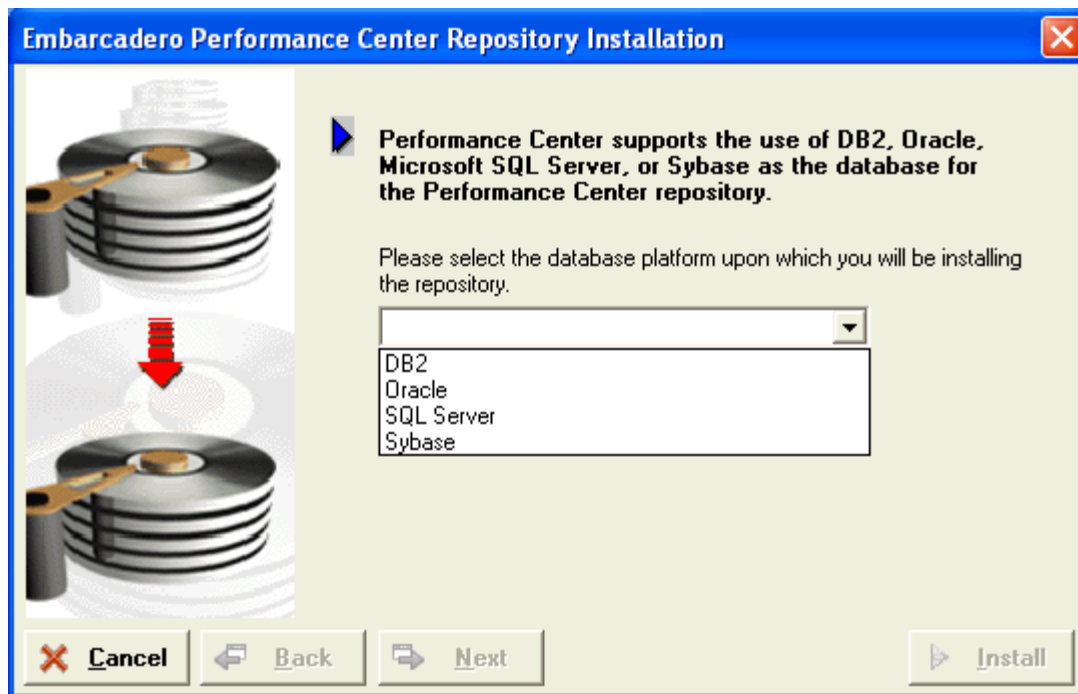 Embarcadero Performance Center Repository Installation
Performance Center supports the use of DB2, Oracle,
Microsoft SQL Server, or Sybase as the database for
the Performance Center repository.
Please select the database platform upon which you will be installing
the repository.
DB2
Oracle
SQL Server
Sybase
Cancel
Back
Next
Install